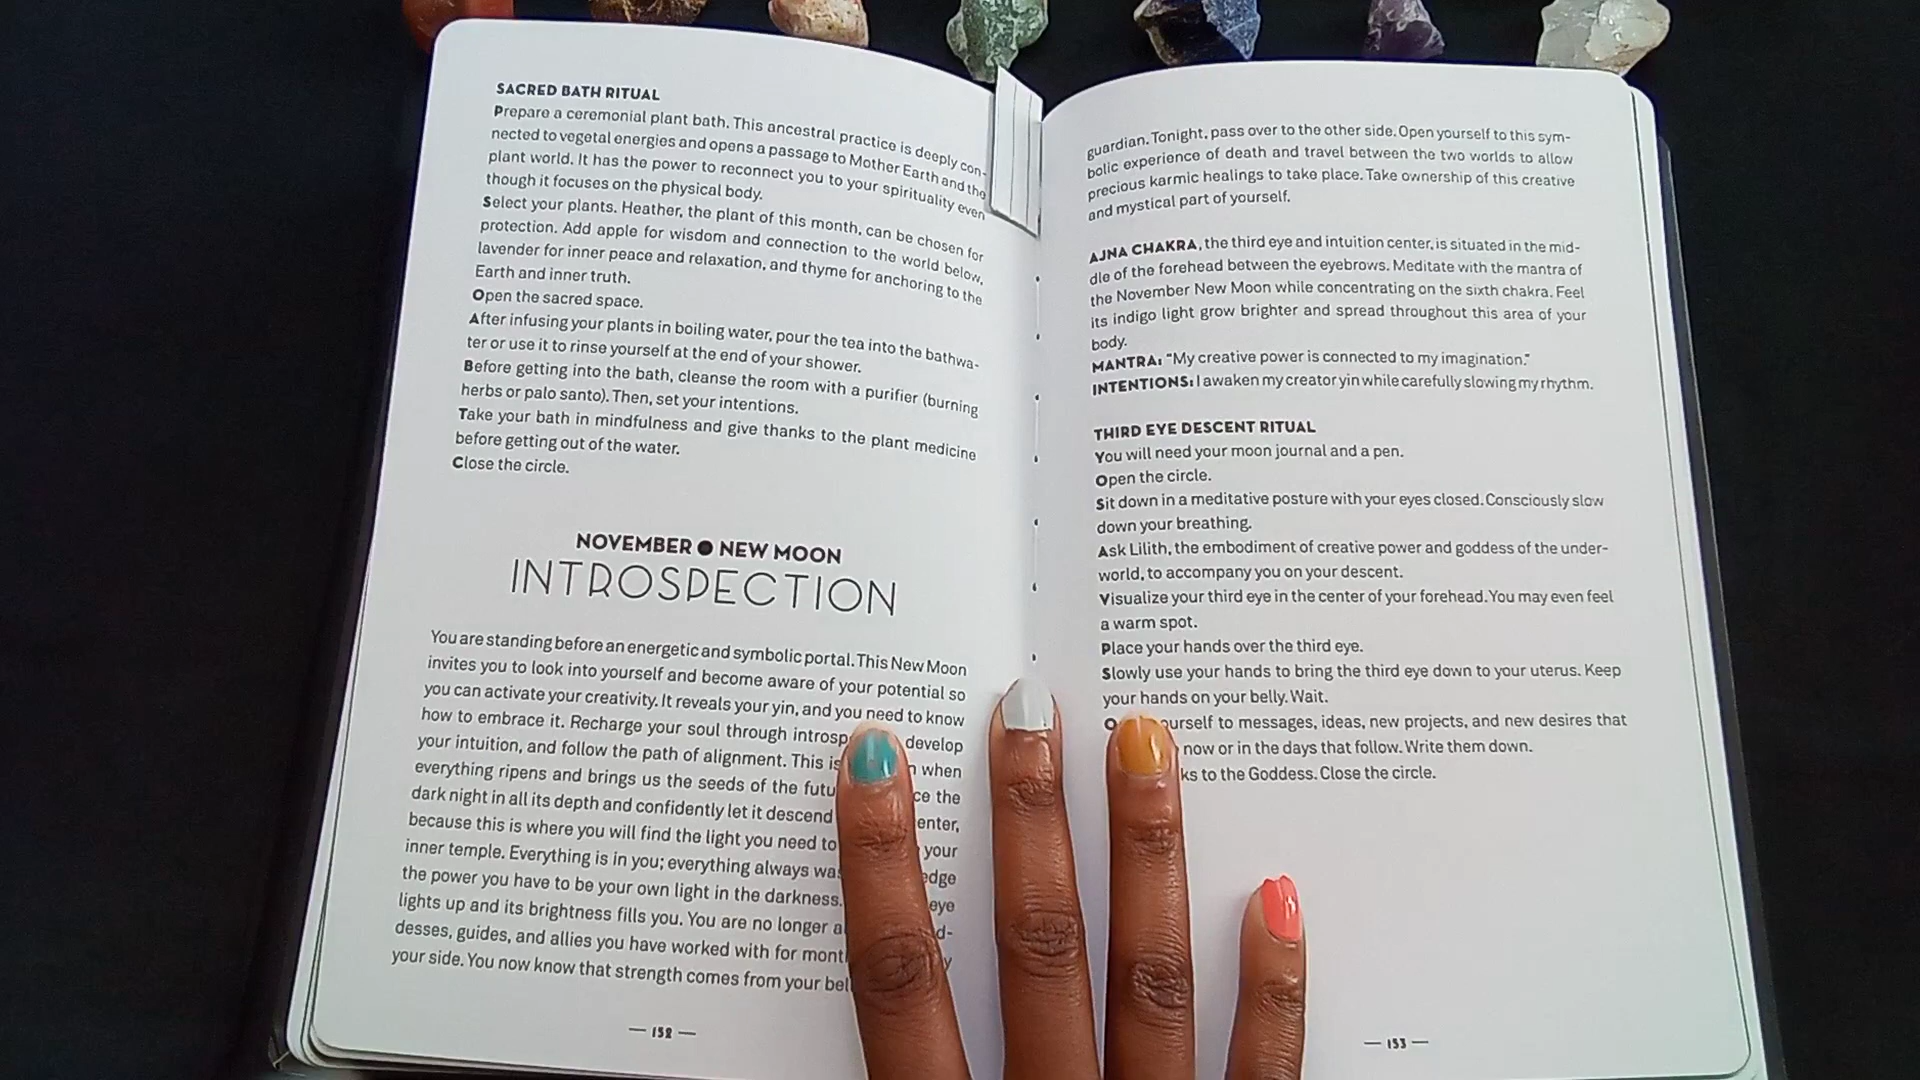 SACRED BATH RITUAL
Prepare a ceremonial plant bath. This ancestral practice is deeply con-
nected to vegetal energies and opens a passage to Mother Earth and the
plant world. It has the power to reconnect you to your spirituality even
though it focuses on the physical body.
Select your plants. Heather, the plant of this month, can be chosen for
protection. Add apple for wisdom and connection to the world below,
lavender for inner peace and relaxation, and thyme for anchoring to the
Earth and inner truth.
Open the sacred space.
After infusing your plants in boiling water, pour the tea into the bathwa-
ter or use it to rinse yourself at the end of your shower.
Before getting into the bath, cleanse the room with a purifier (burning
herbs or palo santo). Then, set your intentions.
Take your bath in mindfulness and give thanks to the plant medicine
before getting out of the water.
Close the circle.
NOVEMBER ● NEW MOON
INTROSPECTION
You are standing before an energetic and symbolic portal. This New Moon
invites you to look into yourself and become aware of your potential so
you can activate your creativity. It reveals your yin, and you need to know
how to embrace it. Recharge your soul through introsp develop
your intuition, and follow the path of alignment. This is when
everything ripens and brings us the seeds of the futu ce the
dark night in all its depth and confidently let it descend enter,
because this is where you will find the light you need to your
inner temple. Everything is in you; everything always was edge
the power you have to be your own light in the darkness. eye
lights up and its brightness fills you. You are no longer a d-
desses, guides, and allies you have worked with for mont y
your side. You now know that strength comes from your bel
— 152 —
guardian. Tonight, pass over to the other side. Open yourself to this sym-
bolic experience of death and travel between the two worlds to allow
precious karmic healings to take place. Take ownership of this creative
and mystical part of yourself.
AJNA CHAKRA, the third eye and intuition center, is situated in the mid-
dle of the forehead between the eyebrows. Meditate with the mantra of
the November New Moon while concentrating on the sixth chakra. Feel
its indigo light grow brighter and spread throughout this area of your
body.
MANTRA: "My creative power is connected to my imagination."
INTENTIONS: I awaken my creator yin while carefully slowing my rhythm.
THIRD EYE DESCENT RITUAL
You will need your moon journal and a pen.
Open the circle.
Sit down in a meditative posture with your eyes closed. Consciously slow
down your breathing.
Ask Lilith, the embodiment of creative power and goddess of the under-
world, to accompany you on your descent.
Visualize your third eye in the center of your forehead. You may even feel
a warm spot.
Place your hands over the third eye.
Slowly use your hands to bring the third eye down to your uterus. Keep
your hands on your belly. Wait.
O ourself to messages, ideas, new projects, and new desires that
now or in the days that follow. Write them down.
ks to the Goddess. Close the circle.
— 153 —